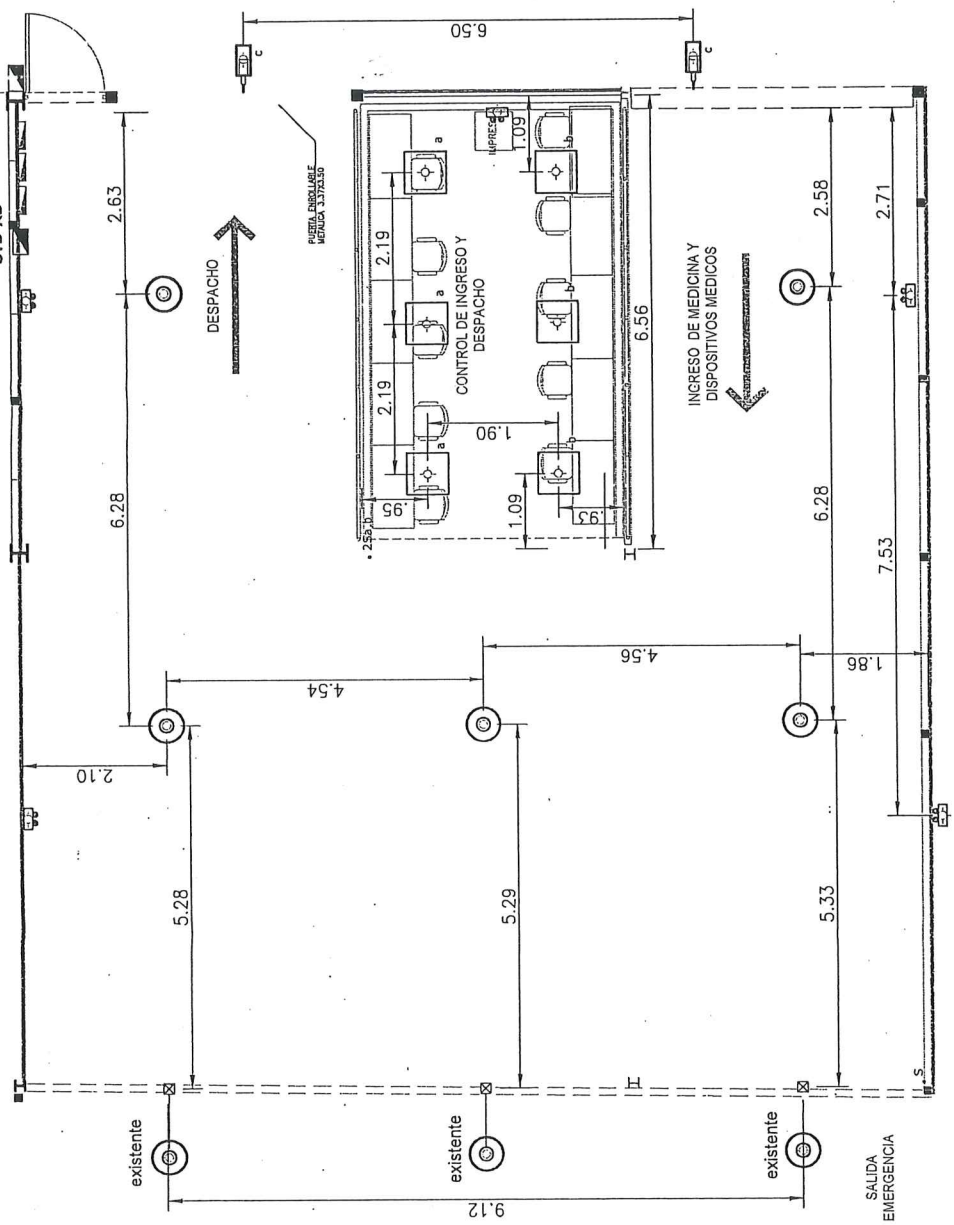 c
6.50
c
2.63
DESPACHO
PUERTA ENROLLABLE
METALICA 3.37X3.50
a
1.09
b
2.19
CONTROL DE INGRESO Y
DESPACHO
a
b
2.19
1.90
a
b
.95
1.09
.93
6.56
2.58
2.71
INGRESO DE MEDICINA Y
DISPOSITIVOS MEDICOS
6.28
6.28
7.53
4.54
4.56
1.86
2.10
5.28
5.29
5.33
S
existente
existente
existente
9.12
SALIDA
EMERGENCIA